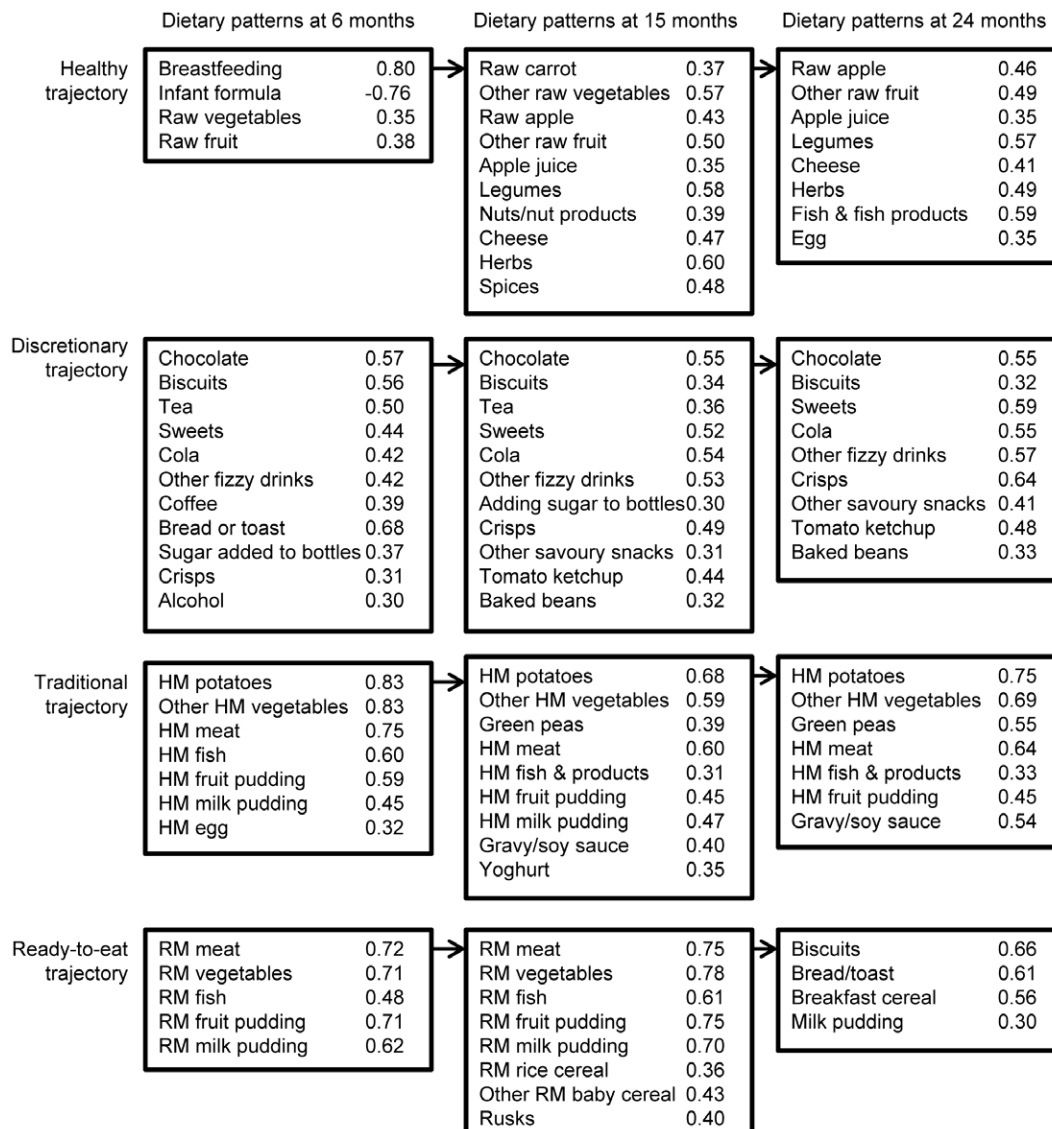 Dietary patterns at 6 months Dietary patterns at 15 months Dietary patterns at 24 months
Healthy trajectory
Breastfeeding 0.80
Infant formula -0.76
Raw vegetables 0.35
Raw fruit 0.38
Raw carrot 0.37
Other raw vegetables 0.57
Raw apple 0.43
Other raw fruit 0.50
Apple juice 0.35
Legumes 0.58
Nuts/nut products 0.39
Cheese 0.47
Herbs 0.60
Spices 0.48
Raw apple 0.46
Other raw fruit 0.49
Apple juice 0.35
Legumes 0.57
Cheese 0.41
Herbs 0.49
Fish & fish products 0.59
Egg 0.35
Discretionary trajectory
Chocolate 0.57
Biscuits 0.56
Tea 0.50
Sweets 0.44
Cola 0.42
Other fizzy drinks 0.42
Coffee 0.39
Bread or toast 0.68
Sugar added to bottles 0.37
Crisps 0.31
Alcohol 0.30
Chocolate 0.55
Biscuits 0.34
Tea 0.36
Sweets 0.52
Cola 0.54
Other fizzy drinks 0.53
Adding sugar to bottles 0.30
Crisps 0.49
Other savoury snacks 0.31
Tomato ketchup 0.44
Baked beans 0.32
Chocolate 0.55
Biscuits 0.32
Sweets 0.59
Cola 0.55
Other fizzy drinks 0.57
Crisps 0.64
Other savoury snacks 0.41
Tomato ketchup 0.48
Baked beans 0.33
Traditional trajectory
HM potatoes 0.83
Other HM vegetables 0.83
HM meat 0.75
HM fish 0.60
HM fruit pudding 0.59
HM milk pudding 0.45
HM egg 0.32
HM potatoes 0.68
Other HM vegetables 0.59
Green peas 0.39
HM meat 0.60
HM fish & products 0.31
HM fruit pudding 0.45
HM milk pudding 0.47
Gravy/soy sauce 0.40
Yoghurt 0.35
HM potatoes 0.75
Other HM vegetables 0.69
Green peas 0.55
HM meat 0.64
HM fish & products 0.33
HM fruit pudding 0.45
Gravy/soy sauce 0.54
Ready-to-eat trajectory
RM meat 0.72
RM vegetables 0.71
RM fish 0.48
RM fruit pudding 0.71
RM milk pudding 0.62
RM meat 0.75
RM vegetables 0.78
RM fish 0.61
RM fruit pudding 0.75
RM milk pudding 0.70
RM rice cereal 0.36
Other RM baby cereal 0.43
Rusks 0.40
Biscuits 0.66
Bread/toast 0.61
Breakfast cereal 0.56
Milk pudding 0.30